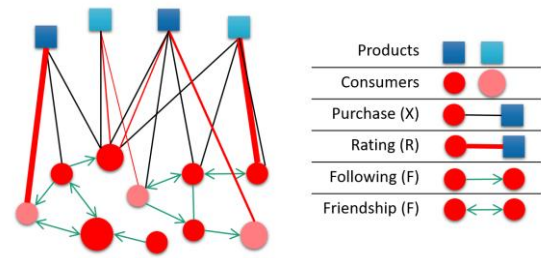 Products
Consumers
Purchase (X)
Rating (R)
Following (F)
Friendship (F)